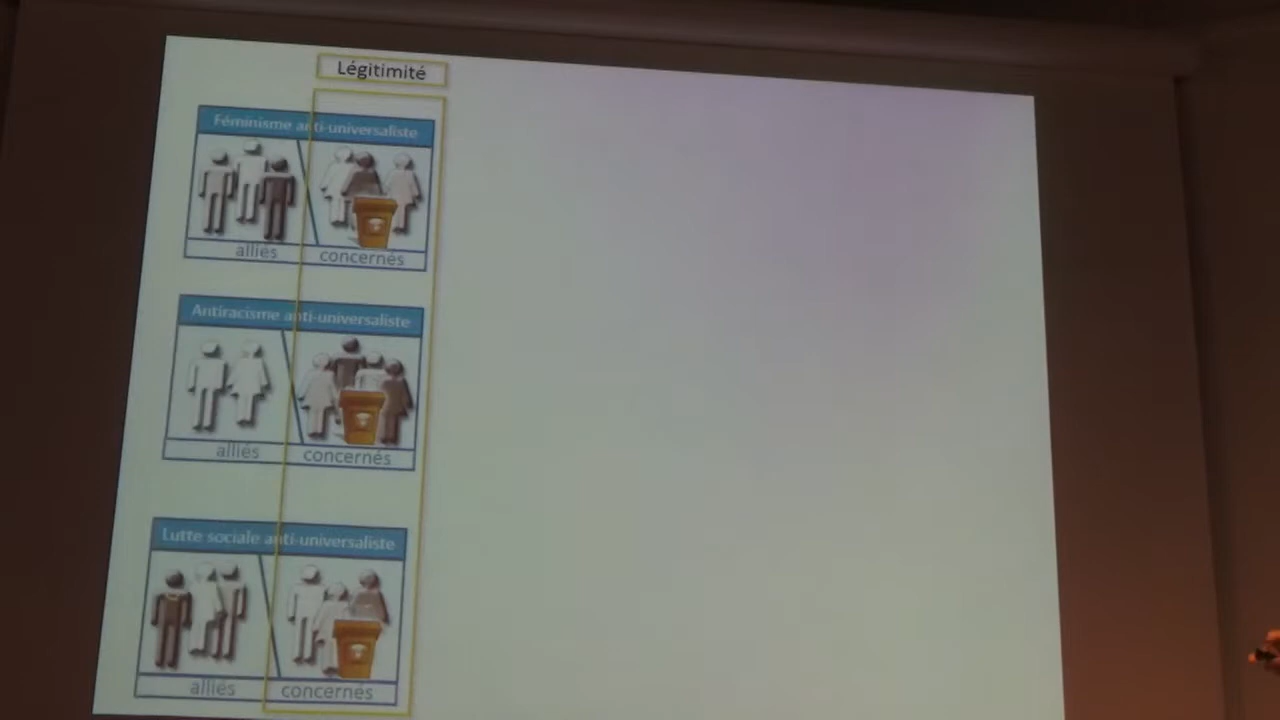 Légitimité
Féminisme anti-universaliste
alliés concernés
Antiracisme anti-universaliste
alliés concernés
Lutte sociale anti-universaliste
alliés concernés